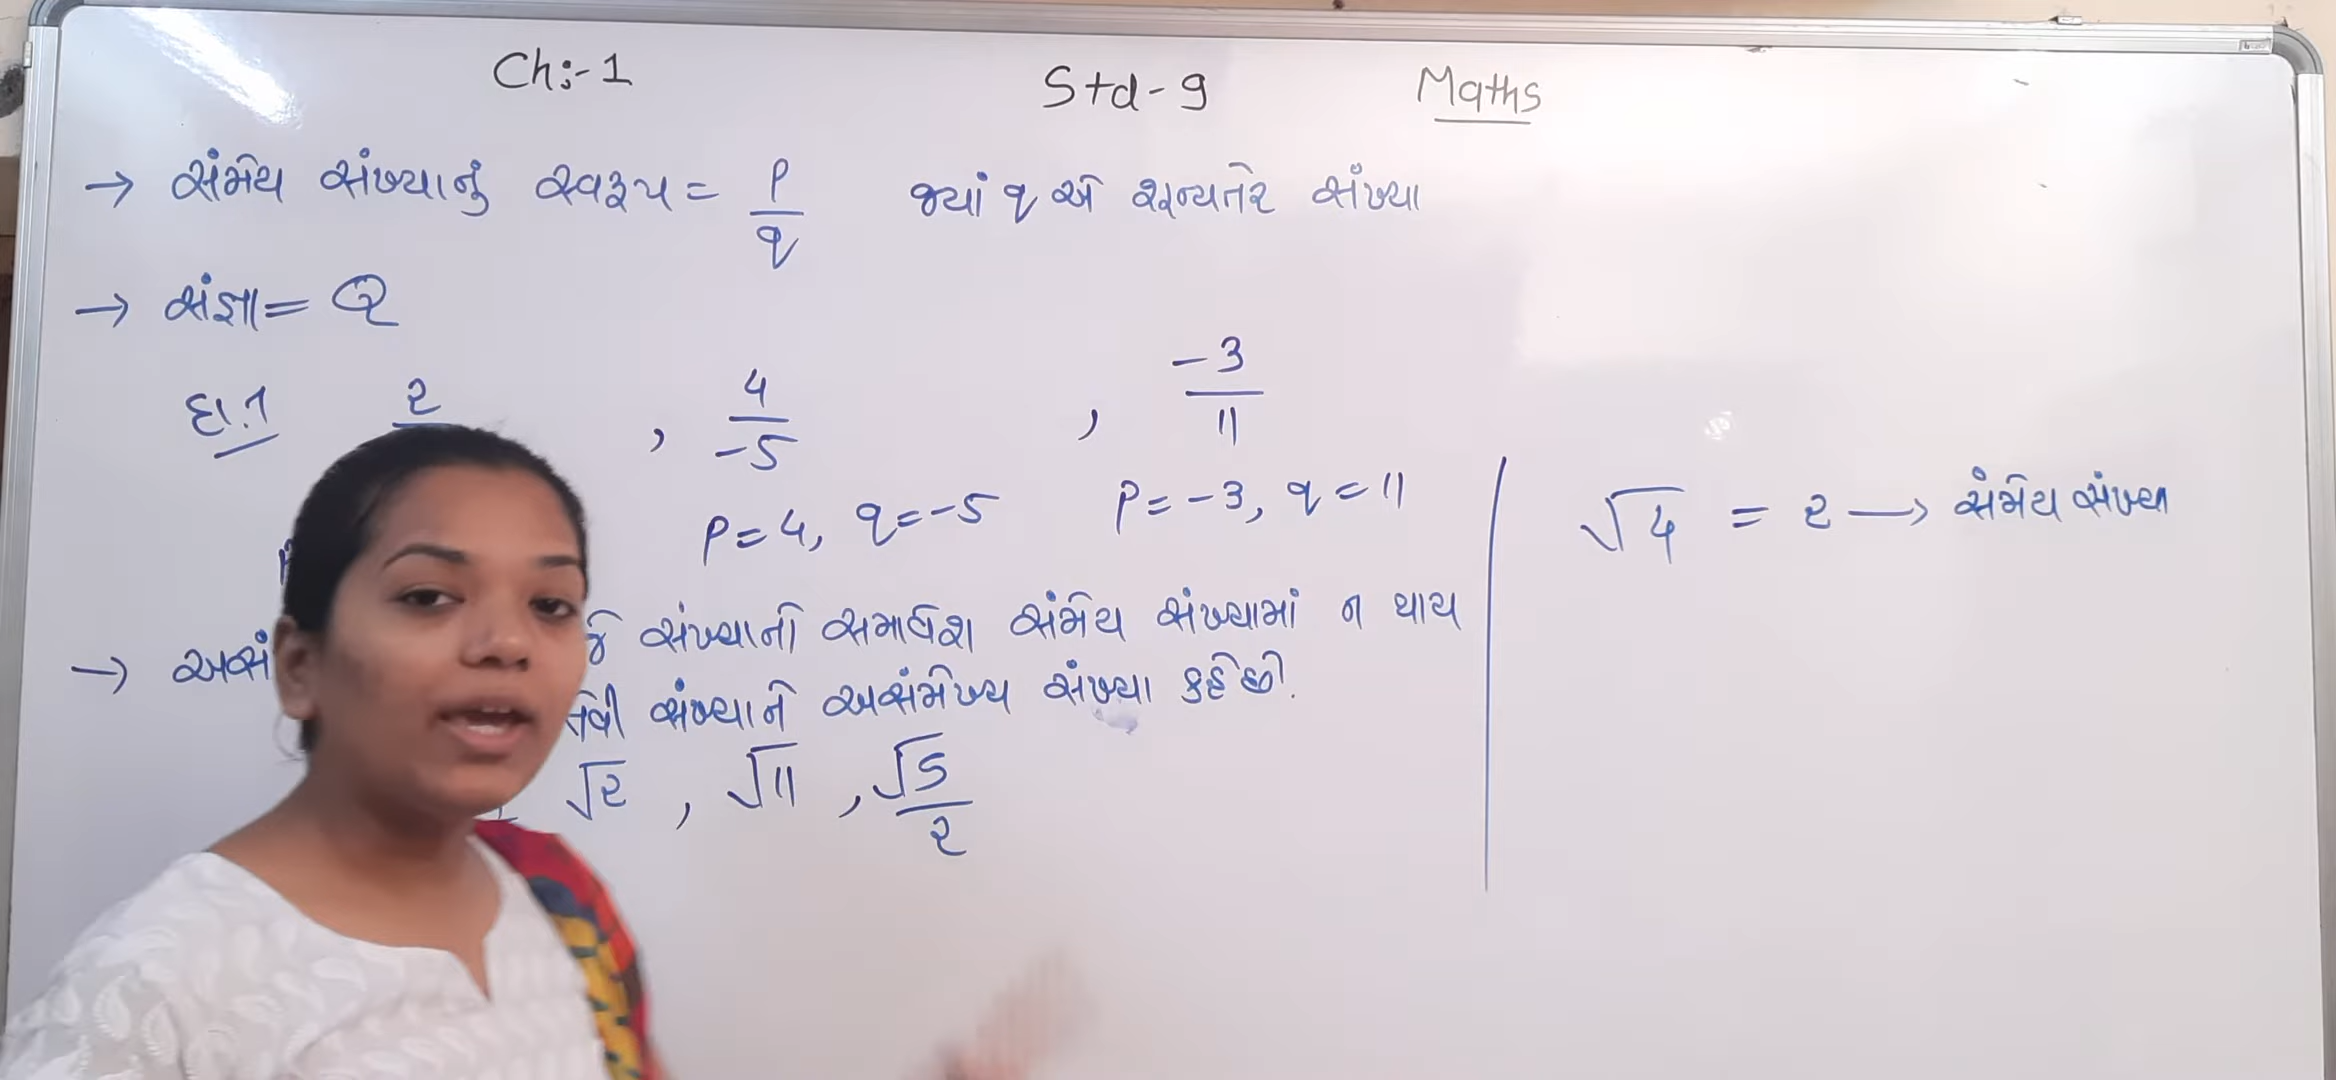 Ch:-1 Std-9 Maths
→ સંમેય સંખ્યાનું સ્વરૂપ = p/q જ્યાં q એ શૂન્યતેર સંખ્યા
→ સંજ્ઞા = Q
દા.ત ૨ , 4/-5 , -3/11
P=4, q=-5 P=-3, q=11
√4 = ૨ → સંમેય સંખ્યા
→ જે સંખ્યાની સમાવેશ સંમેય સંખ્યામાં ન થાય
તેવી સંખ્યાને અસંમેખ્ય સંખ્યા કહે છે.
√૨ , √11 , √5/૨